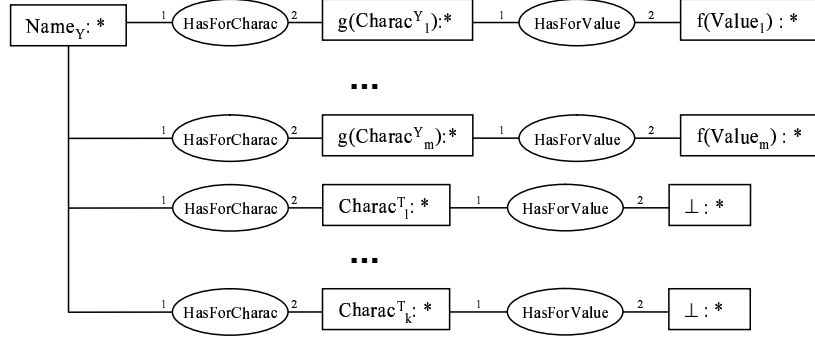 Name_Y: * 1 HasForCharac 2 g(Charac^Y_1):* 1 HasForValue 2 f(Value_1) : *
...
1 HasForCharac 2 g(Charac^Y_m):* 1 HasForValue 2 f(Value_m) : *
1 HasForCharac 2 Charac^T_1: * 1 HasForValue 2 ⊥ : *
...
1 HasForCharac 2 Charac^T_k: * 1 HasForValue 2 ⊥ : *